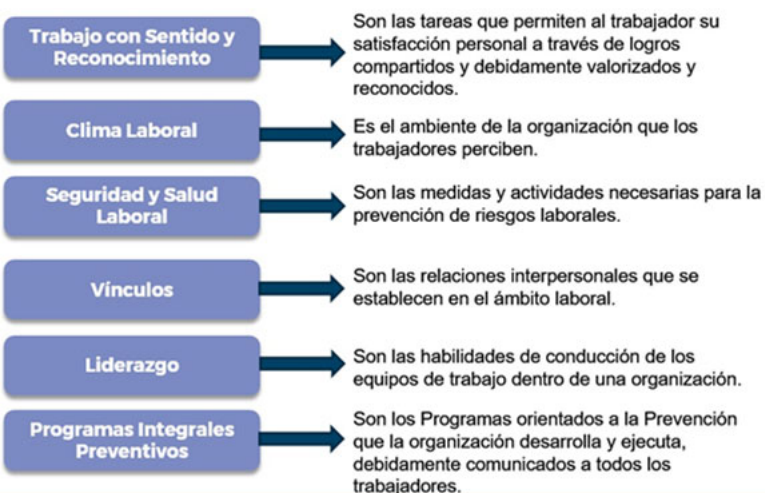 Trabajo con Sentido y
Reconocimiento
Son las tareas que permiten al trabajador su
satisfacción personal a través de logros
compartidos y debidamente valorizados y
reconocidos.
Clima Laboral
Es el ambiente de la organización que los
trabajadores perciben.
Seguridad y Salud
Laboral
Son las medidas y actividades necesarias para la
prevención de riesgos laborales.
Vínculos
Son las relaciones interpersonales que se
establecen en el ámbito laboral.
Liderazgo
Son las habilidades de conducción de los
equipos de trabajo dentro de una organización.
Programas Integrales
Preventivos
Son los Programas orientados a la Prevención
que la organización desarrolla y ejecuta,
debidamente comunicados a todos los
trabajadores.